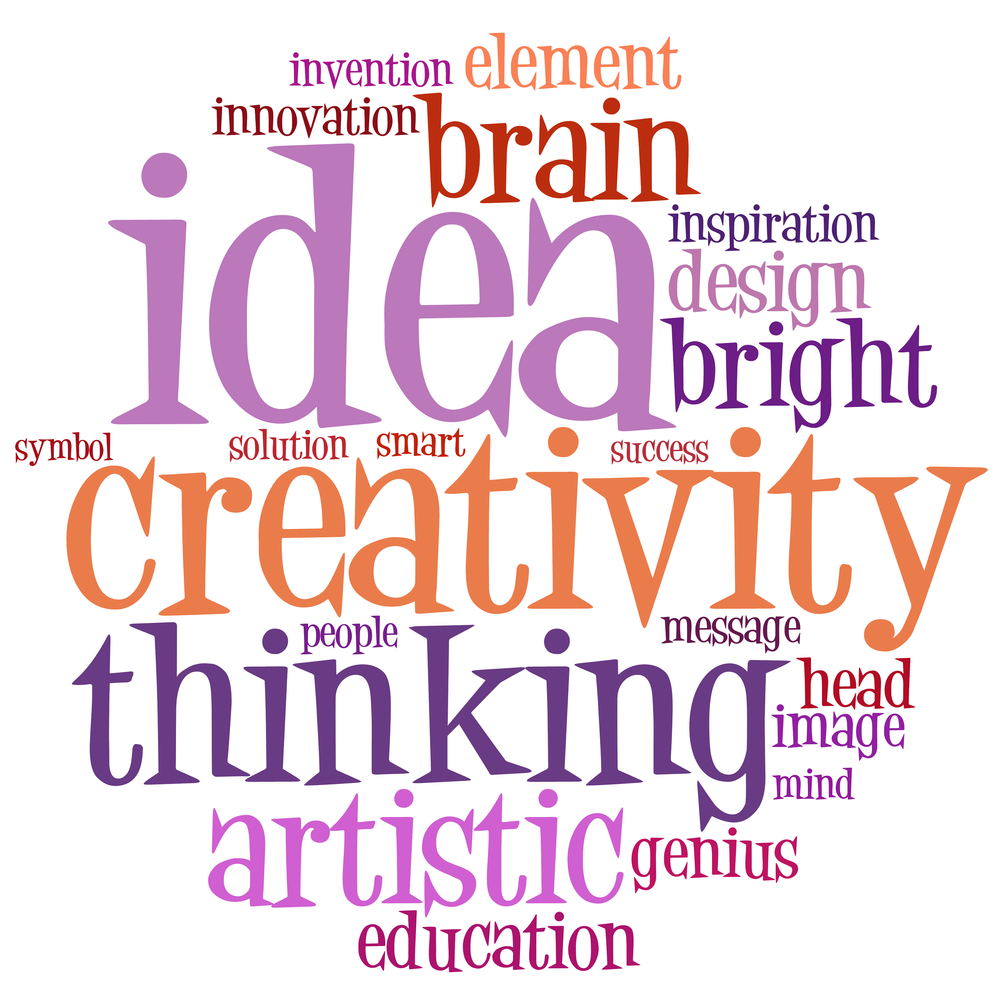 invention element
innovation brain
idea
inspiration
design
bright
symbol solution smart success
creativity
people message
thinking
head
image
mind
artistic genius
education